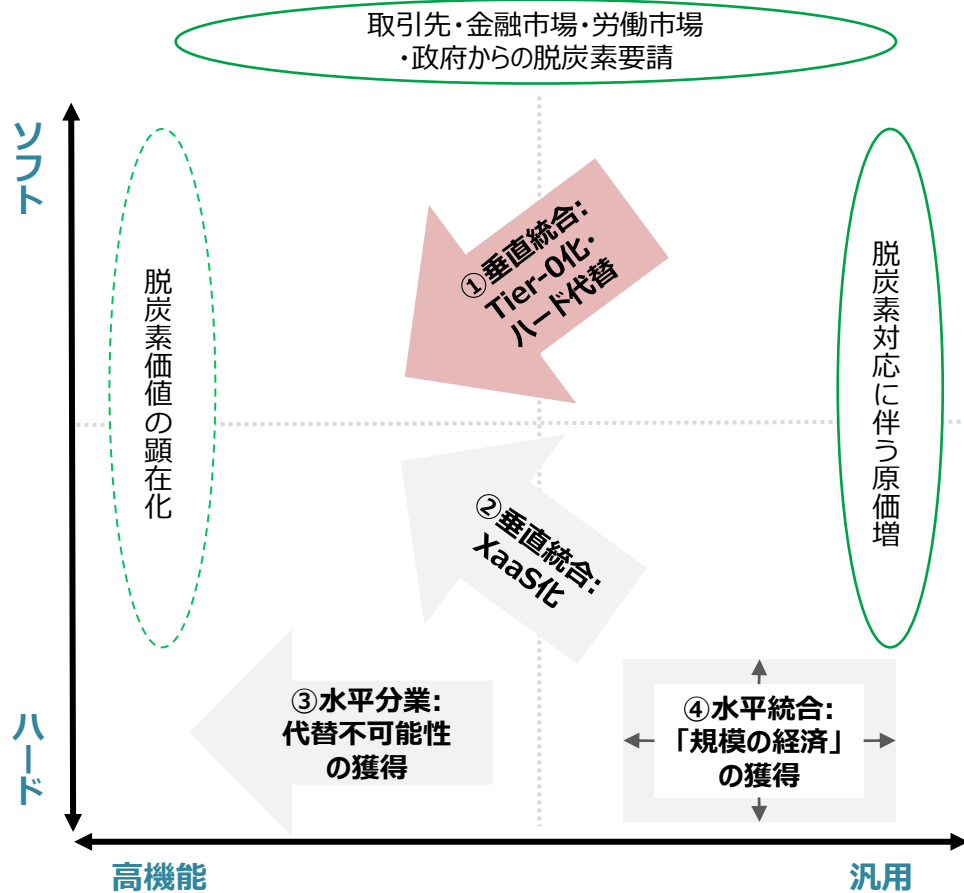 取引先・金融市場・労働市場
・政府からの脱炭素要請
ソフト
①垂直統合:
Tier-0化・
ハード代替
脱炭素価値の顕在化
脱炭素対応に伴う原価増
②垂直統合:
XaaS化
③水平分業:
代替不可能性
の獲得
④水平統合:
「規模の経済」
の獲得
ハード
高機能
汎用